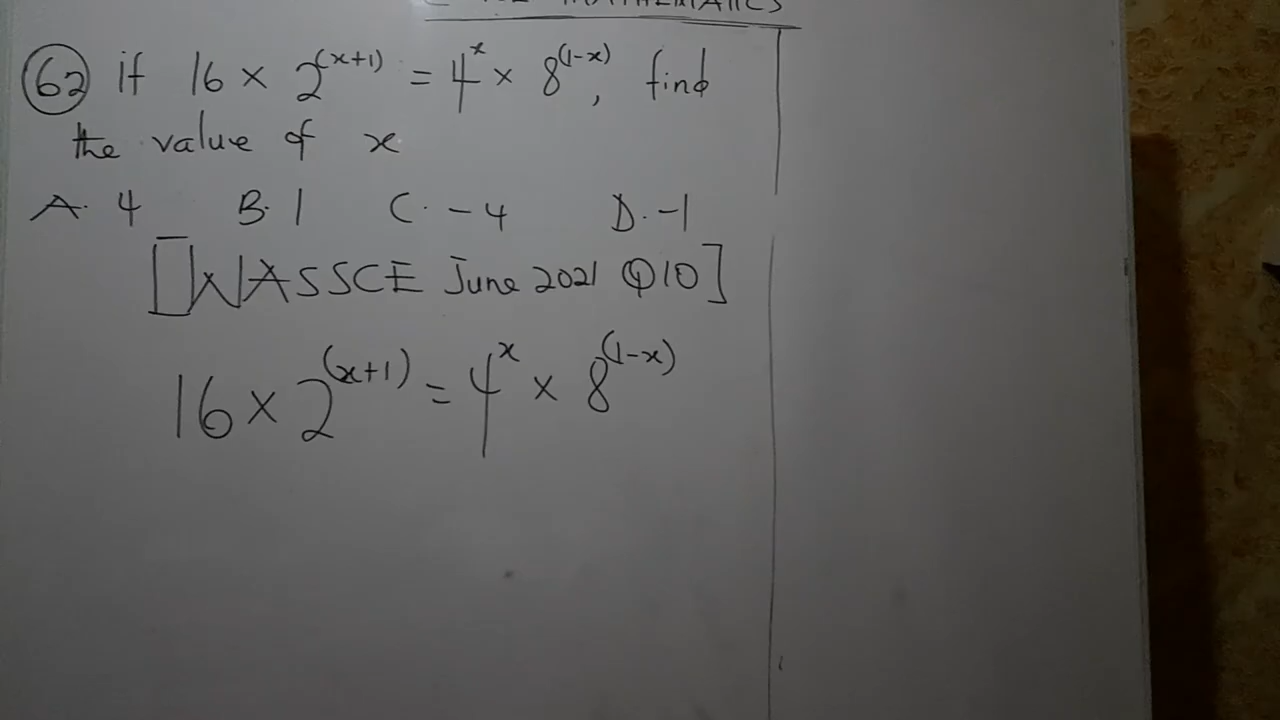 MATHEMATICS
62 if 16 × 2^(x+1) = 4^x × 8^(1-x), find
the value of x
A. 4 B. 1 C. -4 D. -1
[WASSCE June 2021 Q10]
16 × 2^(x+1) = 4^x × 8^(1-x)